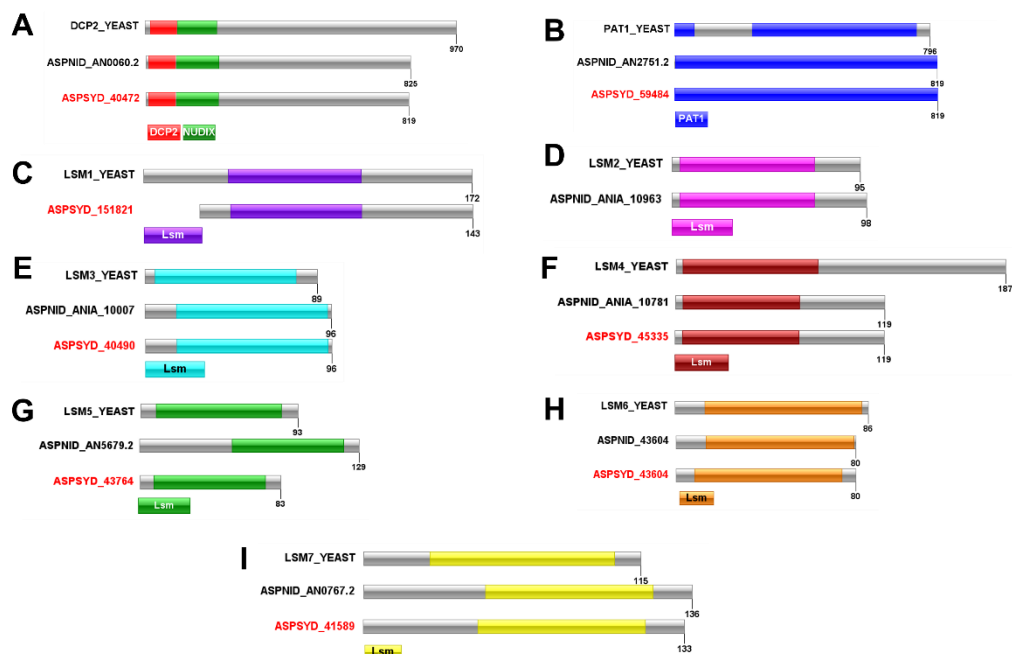 A
DCP2_YEAST
970
ASPNID_AN0060.2
825
ASPSYD_40472
819
DCP2 NUDIX
B
PAT1_YEAST
796
ASPNID_AN2751.2
819
ASPSYD_59484
819
PAT1
C
LSM1_YEAST
172
ASPSYD_151821
143
Lsm
D
LSM2_YEAST
95
ASPNID_ANIA_10963
98
Lsm
E
LSM3_YEAST
89
ASPNID_ANIA_10007
96
ASPSYD_40490
96
Lsm
F
LSM4_YEAST
187
ASPNID_ANIA_10781
119
ASPSYD_45335
119
Lsm
G
LSM5_YEAST
93
ASPNID_AN5679.2
129
ASPSYD_43764
83
Lsm
H
LSM6_YEAST
86
ASPNID_43604
80
ASPSYD_43604
80
Lsm
I
LSM7_YEAST
115
ASPNID_AN0767.2
136
ASPSYD_41589
133
Lsm